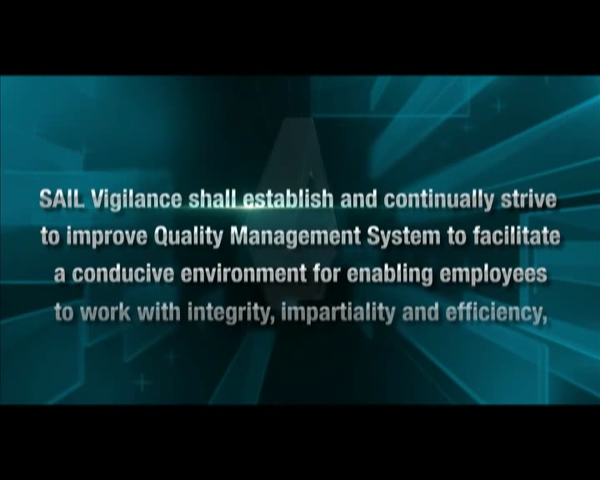 SAIL Vigilance shall establish and continually strive
to improve Quality Management System to facilitate
a conducive environment for enabling employees
to work with integrity, impartiality and efficiency,